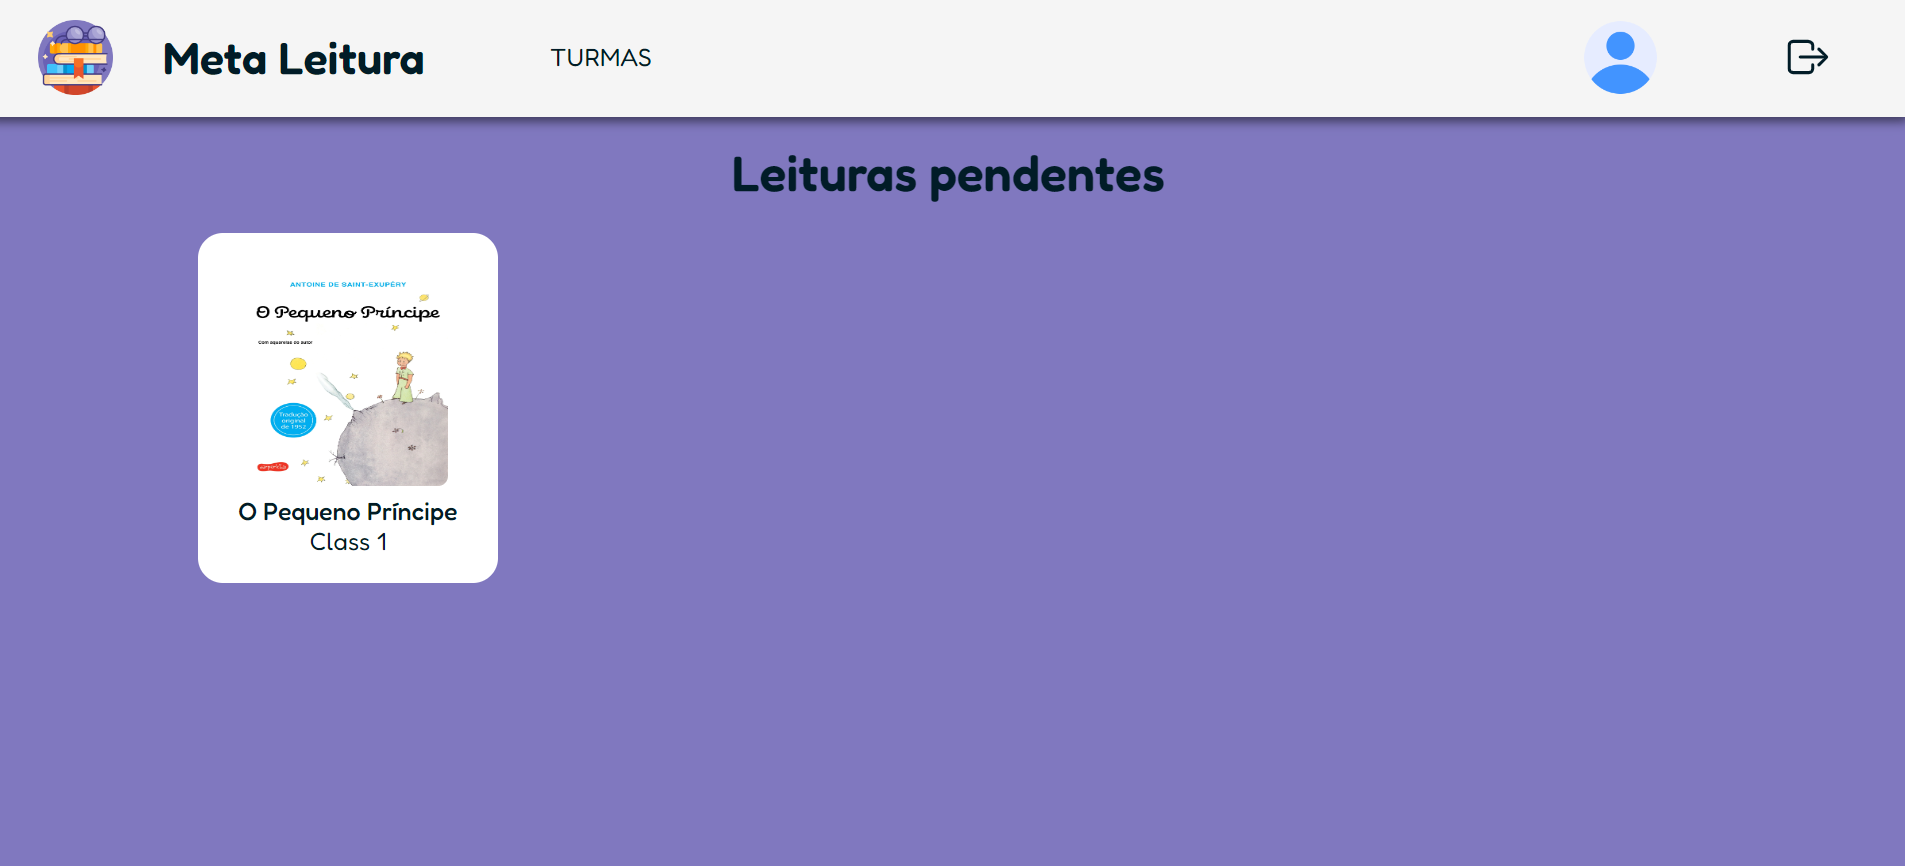 Meta Leitura
TURMAS
Leituras pendentes
ANTOINE DE SAINT-EXUPÉRY
O Pequeno Príncipe
Com aquarelas do autor
Tradução
original
de 1952
O Pequeno Príncipe
Class 1